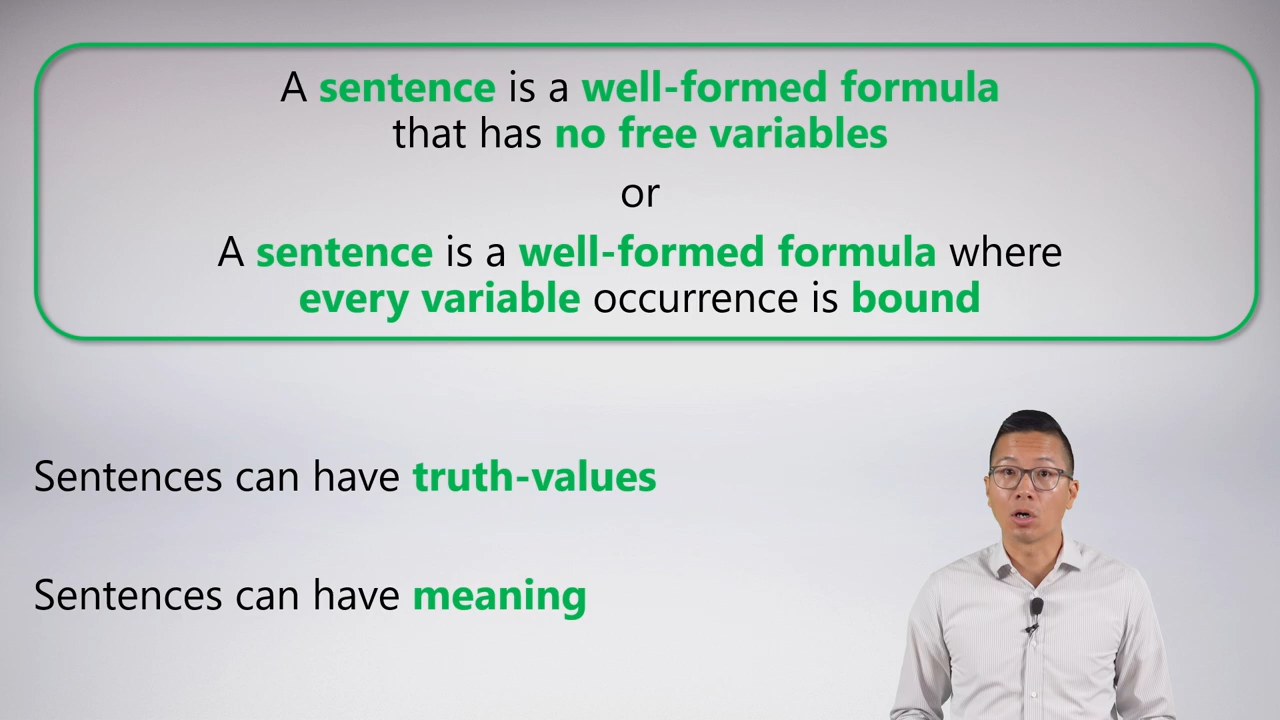 A sentence is a well-formed formula
that has no free variables
or
A sentence is a well-formed formula where
every variable occurrence is bound
Sentences can have truth-values
Sentences can have meaning